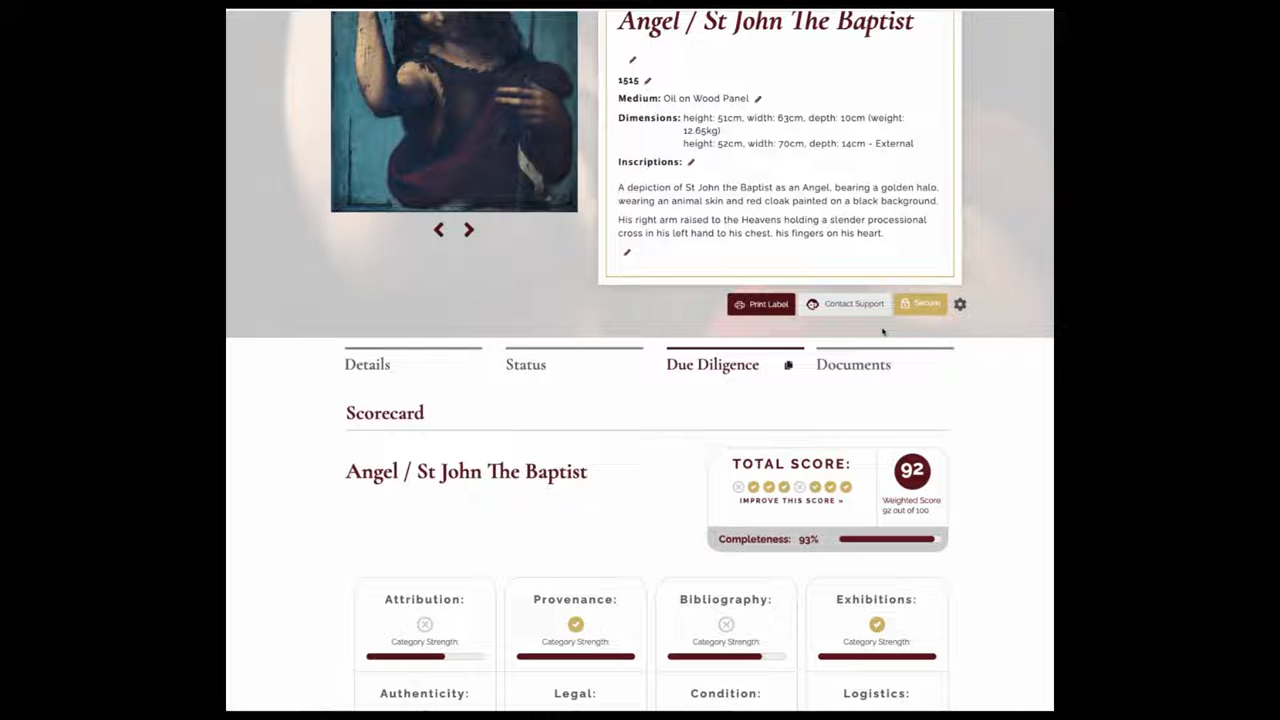 Angel / St John The Baptist
1515
Medium: Oil on Wood Panel
Dimensions: height: 51cm, width: 63cm, depth: 10cm (weight:
12.65kg)
height: 52cm, width: 70cm, depth: 14cm - External
Inscriptions:
A depiction of St John the Baptist as an Angel, bearing a golden halo,
wearing an animal skin and red cloak painted on a black background.
His right arm raised to the Heavens holding a slender processional
cross in his left hand to his chest, his fingers on his heart.
Print Label
Contact Support
Secure
Details
Status
Due Diligence
Documents
Scorecard
Angel / St John The Baptist
TOTAL SCORE:
IMPROVE THIS SCORE »
92
Weighted Score
92 out of 100
Completeness: 93%
Attribution:
Category Strength:
Provenance:
Category Strength:
Bibliography:
Category Strength:
Exhibitions:
Category Strength:
Authenticity:
Legal:
Condition:
Logistics: